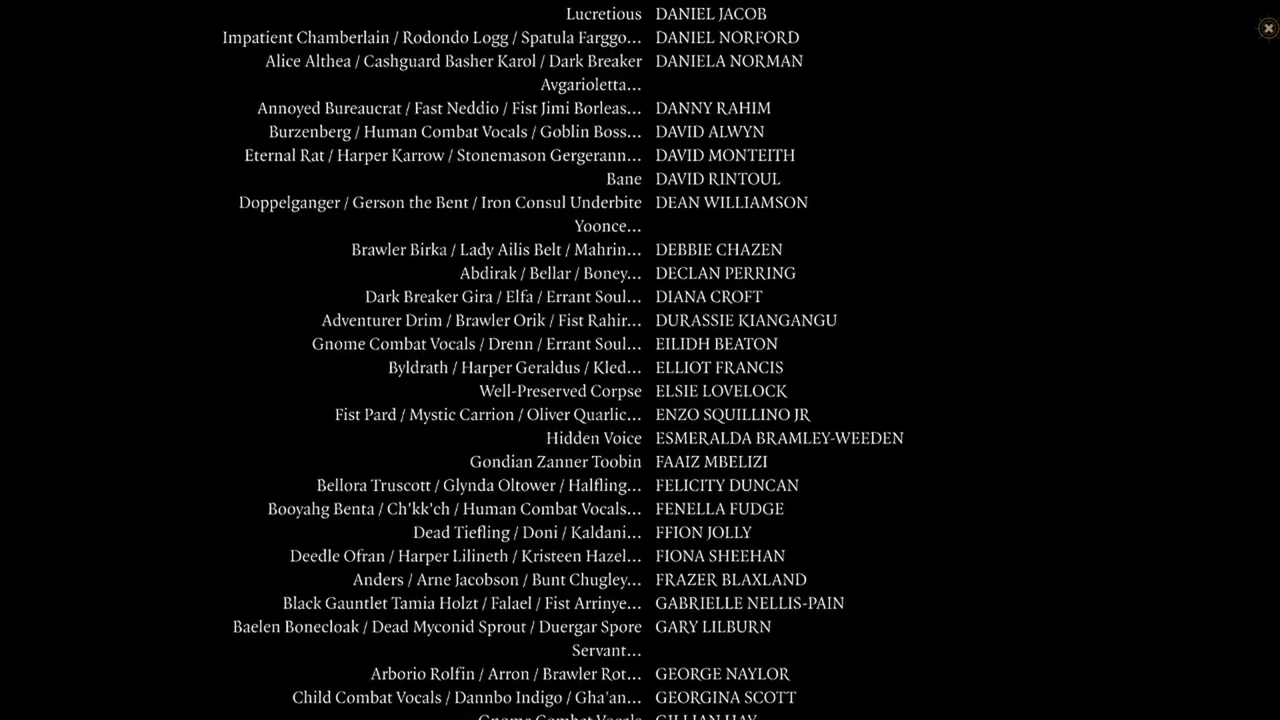 Lucretious DANIEL JACOB
Impatient Chamberlain / Rodondo Logg / Spatula Farggo... DANIEL NORFORD
Alice Althea / Cashguard Basher Karol / Dark Breaker DANIELA NORMAN
Avgarioletta...
Annoyed Bureaucrat / Fast Neddio / Fist Jimi Borleas... DANNY RAHIM
Burzenberg / Human Combat Vocals / Goblin Boss... DAVID ALWYN
Eternal Rat / Harper Karrow / Stonemason Gergerann... DAVID MONTEITH
Bane DAVID RINTOUL
Doppelganger / Gerson the Bent / Iron Consul Underbite DEAN WILLIAMSON
Yoonce...
Brawler Birka / Lady Ailis Belt / Mahrin... DEBBIE CHAZEN
Abdirak / Bellar / Boney... DECLAN PERRING
Dark Breaker Gira / Elfa / Errant Soul... DIANA CROFT
Adventurer Drim / Brawler Orik / Fist Rahir... DURASSIE KIANGANGU
Gnome Combat Vocals / Drenn / Errant Soul... EILIDH BEATON
Byldrath / Harper Geraldus / Kled... ELLIOT FRANCIS
Well-Preserved Corpse ELSIE LOVELOCK
Fist Pard / Mystic Carrion / Oliver Quarlic... ENZO SQUILLINO JR
Hidden Voice ESMERALDA BRAMLEY-WEEDEN
Gondian Zanner Toobin FAAIZ MBELIZI
Bellora Truscott / Glynda Oltower / Halfling... FELICITY DUNCAN
Booyahg Benta / Ch'kk'ch / Human Combat Vocals... FENELLA FUDGE
Dead Tiefling / Doni / Kaldani... FFION JOLLY
Deedle Ofran / Harper Lilineth / Kristeen Hazel... FIONA SHEEHAN
Anders / Arne Jacobson / Bunt Chugley... FRAZER BLAXLAND
Black Gauntlet Tamia Holzt / Falael / Fist Arrinye... GABRIELLE NELLIS-PAIN
Baelen Bonecloak / Dead Myconid Sprout / Duergar Spore GARY LILBURN
Servant...
Arborio Rolfin / Arron / Brawler Rot... GEORGE NAYLOR
Child Combat Vocals / Dannbo Indigo / Gha'an... GEORGINA SCOTT
Gnome Combat Vocals GILLIAN HAY